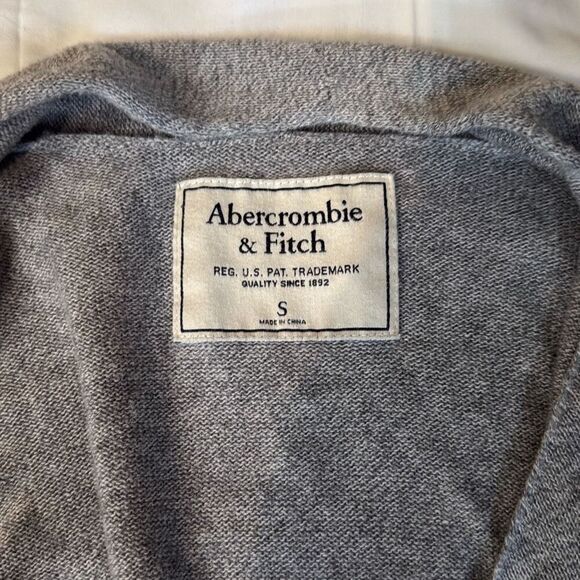 Abercrombie
& Fitch
REG. U.S. PAT. TRADEMARK
QUALITY SINCE 1892
S
MADE IN CHINA